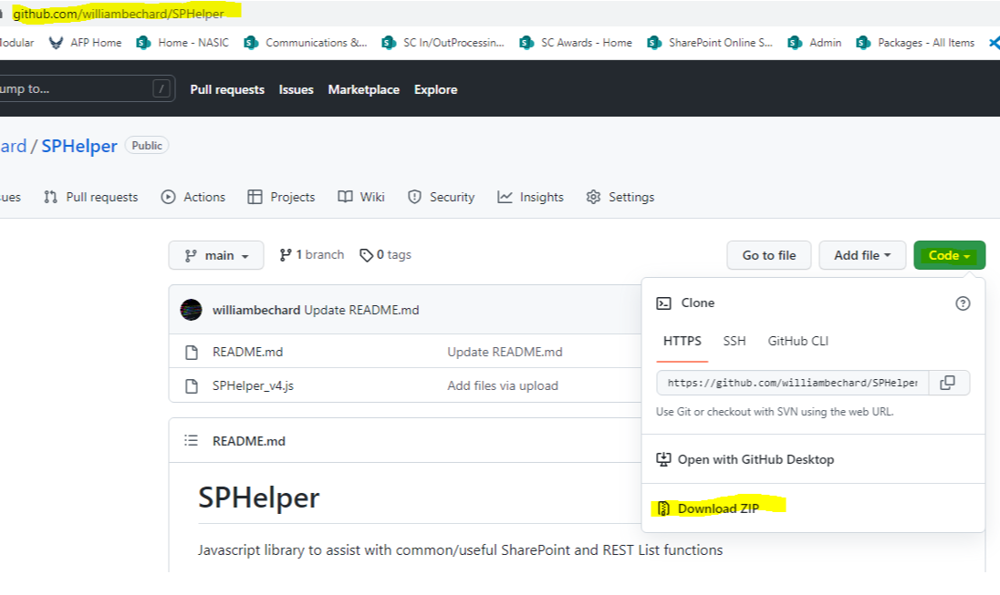 github.com/williambechard/SPHelper
AFP Home Home - NASIC Communications &... SC In/OutProcessin... SC Awards - Home SharePoint Online S... Admin Packages - All Items
ump to... / Pull requests Issues Marketplace Explore
ard / SPHelper Public
ues Pull requests Actions Projects Wiki Insights Security Settings
main 1 branch 0 tags Go to file Add file Code
williambechard Update README.md
Clone
README.md Update README.md
HTTPS SSH GitHub CLI
SPHelper_v4.js Add files via upload
https://github.com/williambechard/SPHelper
Use Git or checkout with SVN using the web URL.
README.md
Open with GitHub Desktop
SPHelper
Download ZIP
Javascript library to assist with common/useful SharePoint and REST List functions